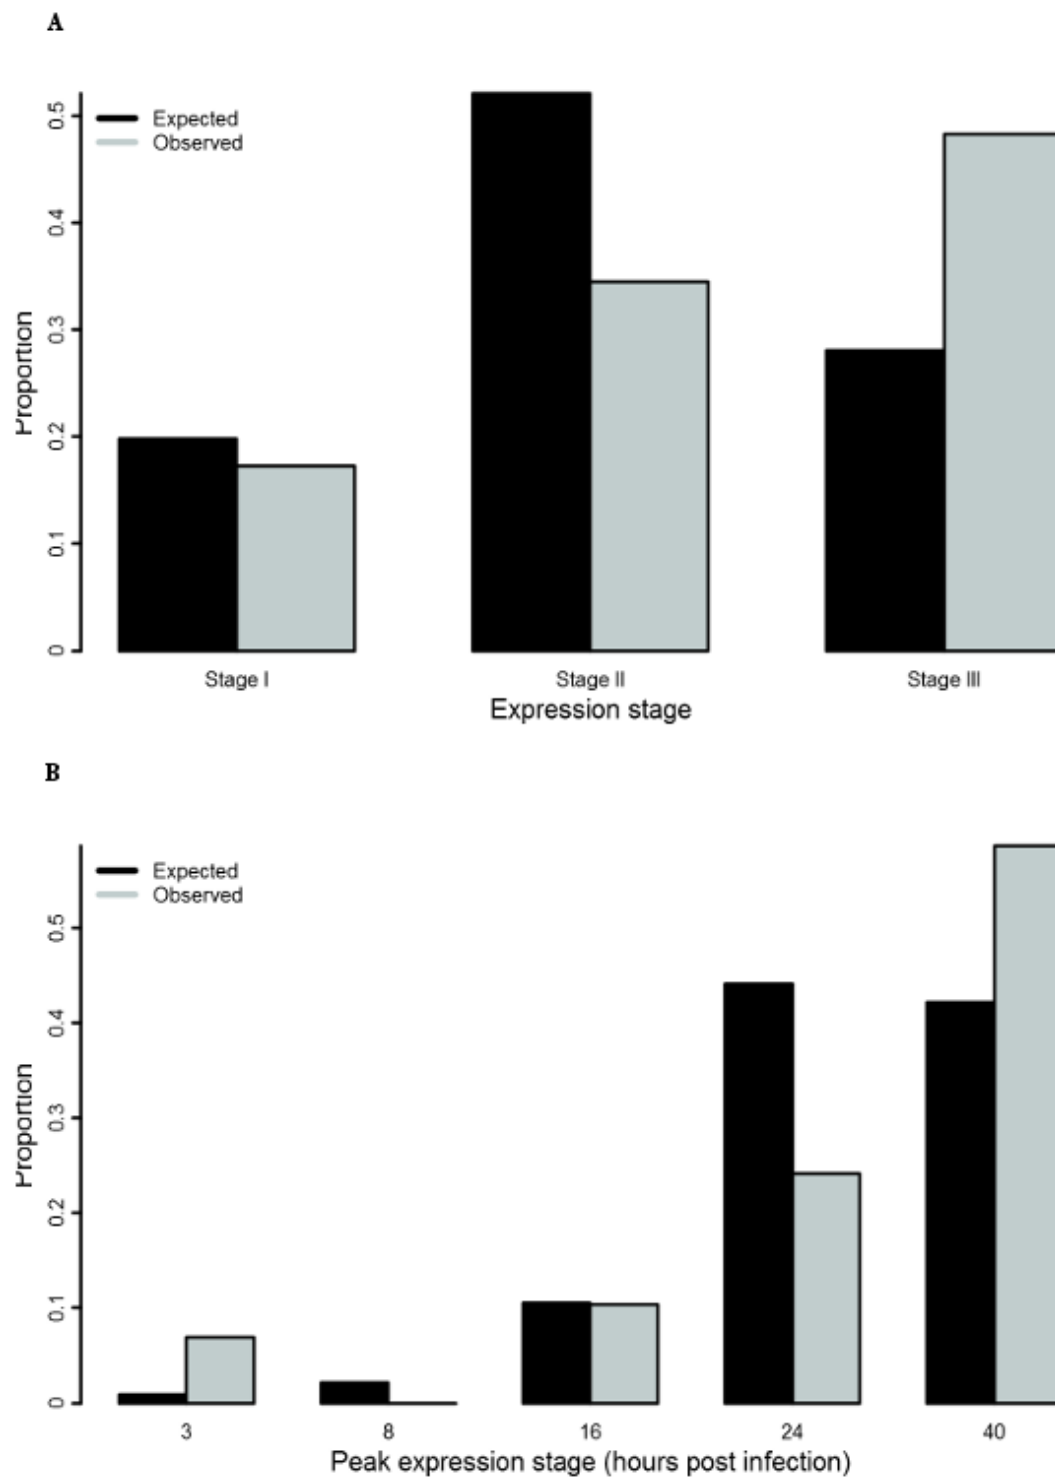 A
Expected
Observed
0.5
0.4
0.3
0.2
0.1
0
Proportion
Stage I
Stage II
Stage III
Expression stage
B
Expected
Observed
0.5
0.4
0.3
0.2
0.1
0
Proportion
3
8
16
24
40
Peak expression stage (hours post infection)